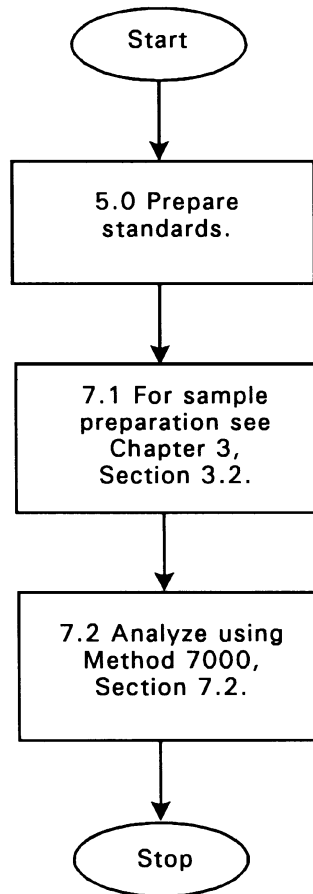 Start
5.0 Prepare
standards.
7.1 For sample
preparation see
Chapter 3,
Section 3.2.
7.2 Analyze using
Method 7000,
Section 7.2.
Stop